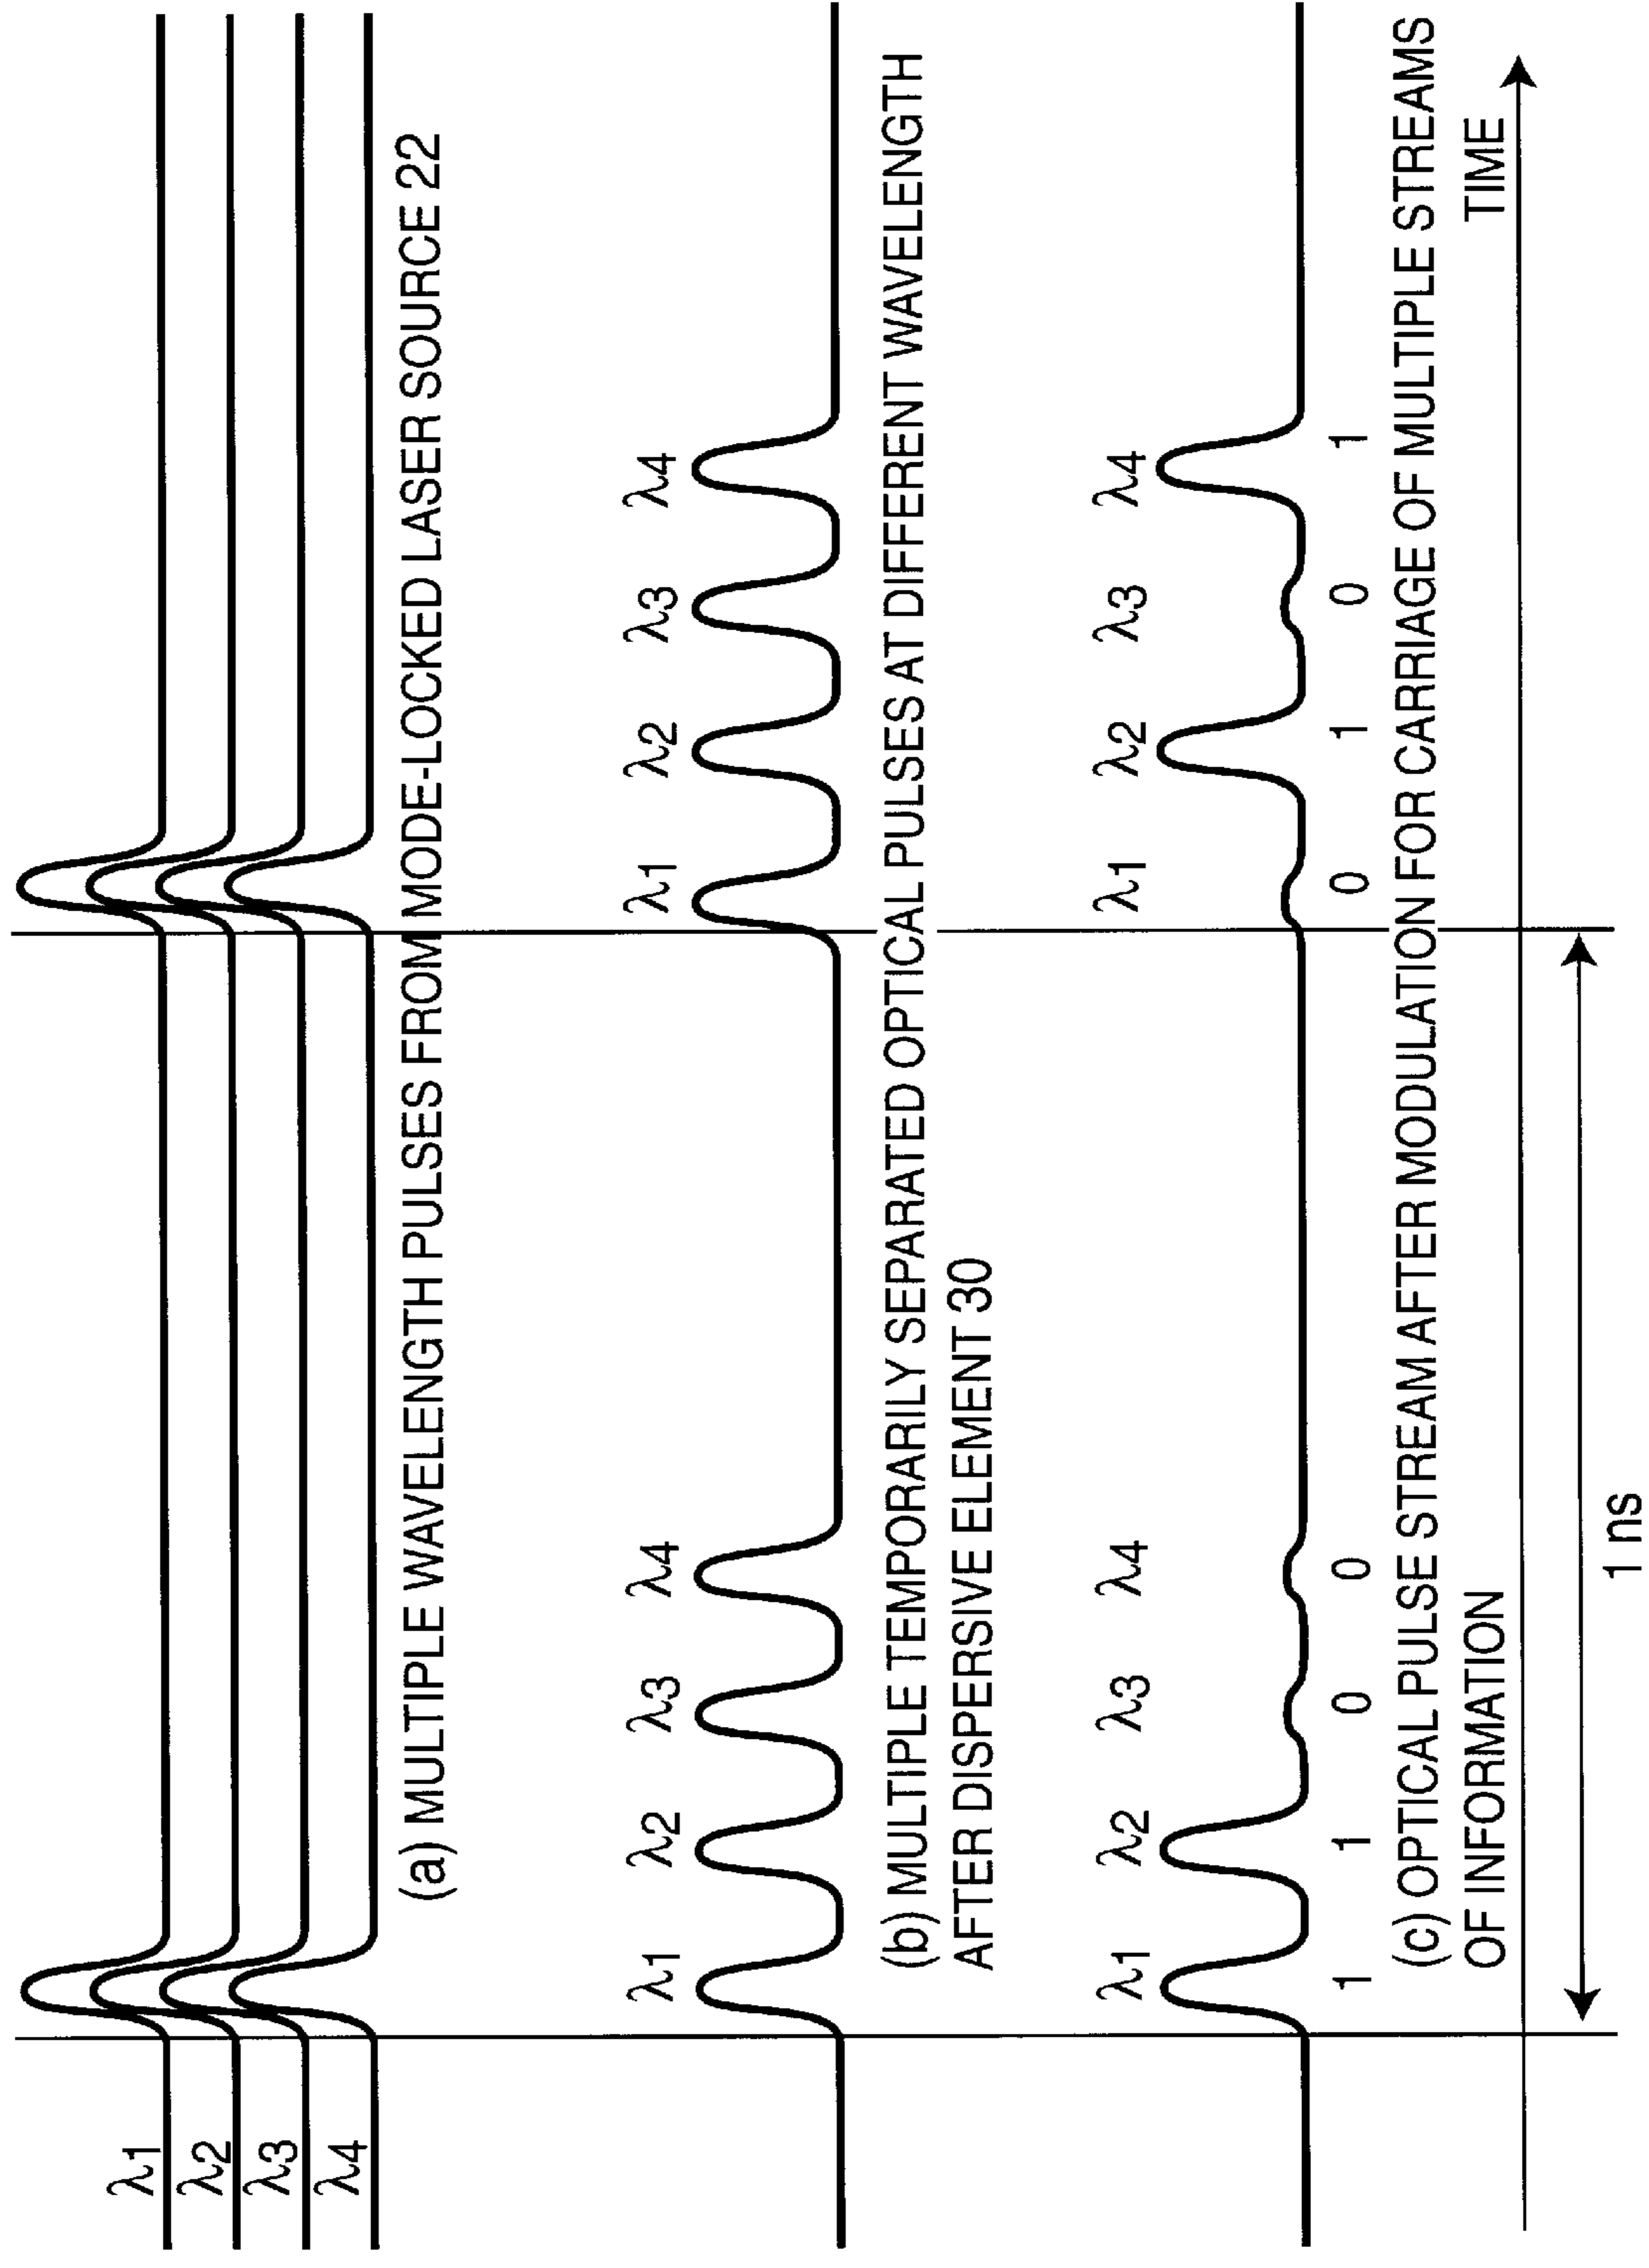 λ1
λ2
λ3
λ4
(a) MULTIPLE WAVELENGTH PULSES FROM MODE-LOCKED LASER SOURCE 22
λ1 λ2 λ3 λ4 λ1 λ2 λ3 λ4
(b) MULTIPLE TEMPORARILY SEPARATED OPTICAL PULSES AT DIFFERENT WAVELENGTH
AFTER DISPERSIVE ELEMENT 30
λ1 λ2 λ3 λ4 λ1 λ2 λ3 λ4
1 1 0 0 0 1 0 1
(c) OPTICAL PULSE STREAM AFTER MODULATION FOR CARRIAGE OF MULTIPLE STREAMS
OF INFORMATION
TIME
1 ns